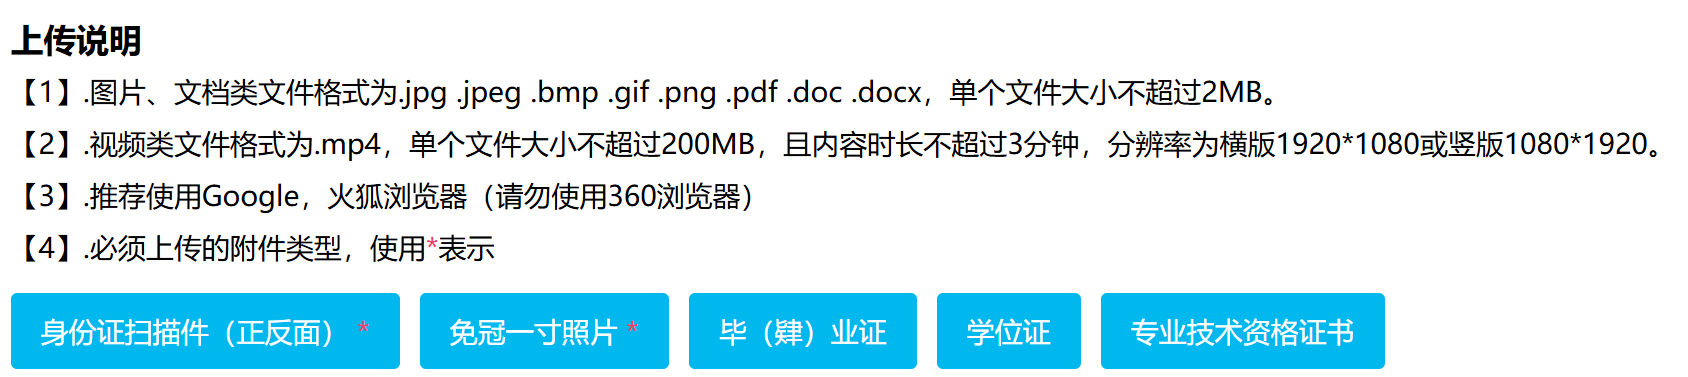 上传说明
【1】.图片、文档类文件格式为.jpg .jpeg .bmp .gif .png .pdf .doc .docx，单个文件大小不超过2MB。
【2】.视频类文件格式为.mp4，单个文件大小不超过200MB，且内容时长不超过3分钟，分辨率为横版1920*1080或竖版1080*1920。
【3】.推荐使用Google，火狐浏览器（请勿使用360浏览器）
【4】.必须上传的附件类型，使用*表示
身份证扫描件（正反面） * 免冠一寸照片 * 毕（肄）业证 学位证 专业技术资格证书